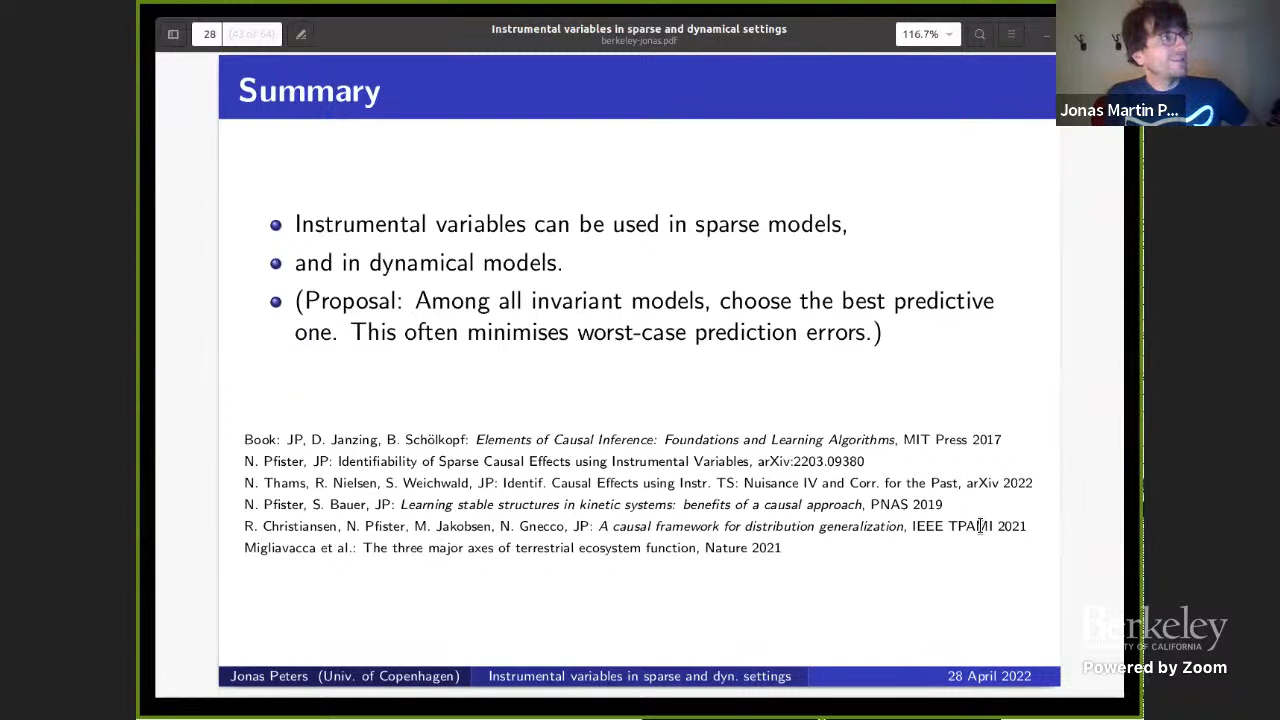 28
(43 of 64)
Instrumental variables in sparse and dynamical settings
berkeley-jonas.pdf
116.7%
Jonas Martin P...
Summary
Instrumental variables can be used in sparse models,
and in dynamical models.
(Proposal: Among all invariant models, choose the best predictive
one. This often minimises worst-case prediction errors.)
Book: JP, D. Janzing, B. Schölkopf: Elements of Causal Inference: Foundations and Learning Algorithms, MIT Press 2017
N. Pfister, JP: Identifiability of Sparse Causal Effects using Instrumental Variables, arXiv:2203.09380
N. Thams, R. Nielsen, S. Weichwald, JP: Identif. Causal Effects using Instr. TS: Nuisance IV and Corr. for the Past, arXiv 2022
N. Pfister, S. Bauer, JP: Learning stable structures in kinetic systems: benefits of a causal approach, PNAS 2019
R. Christiansen, N. Pfister, M. Jakobsen, N. Gnecco, JP: A causal framework for distribution generalization, IEEE TPAMI 2021
Migliavacca et al.: The three major axes of terrestrial ecosystem function, Nature 2021
Berkeley
UNIVERSITY OF CALIFORNIA
Powered by Zoom
Jonas Peters (Univ. of Copenhagen)
Instrumental variables in sparse and dyn. settings
28 April 2022